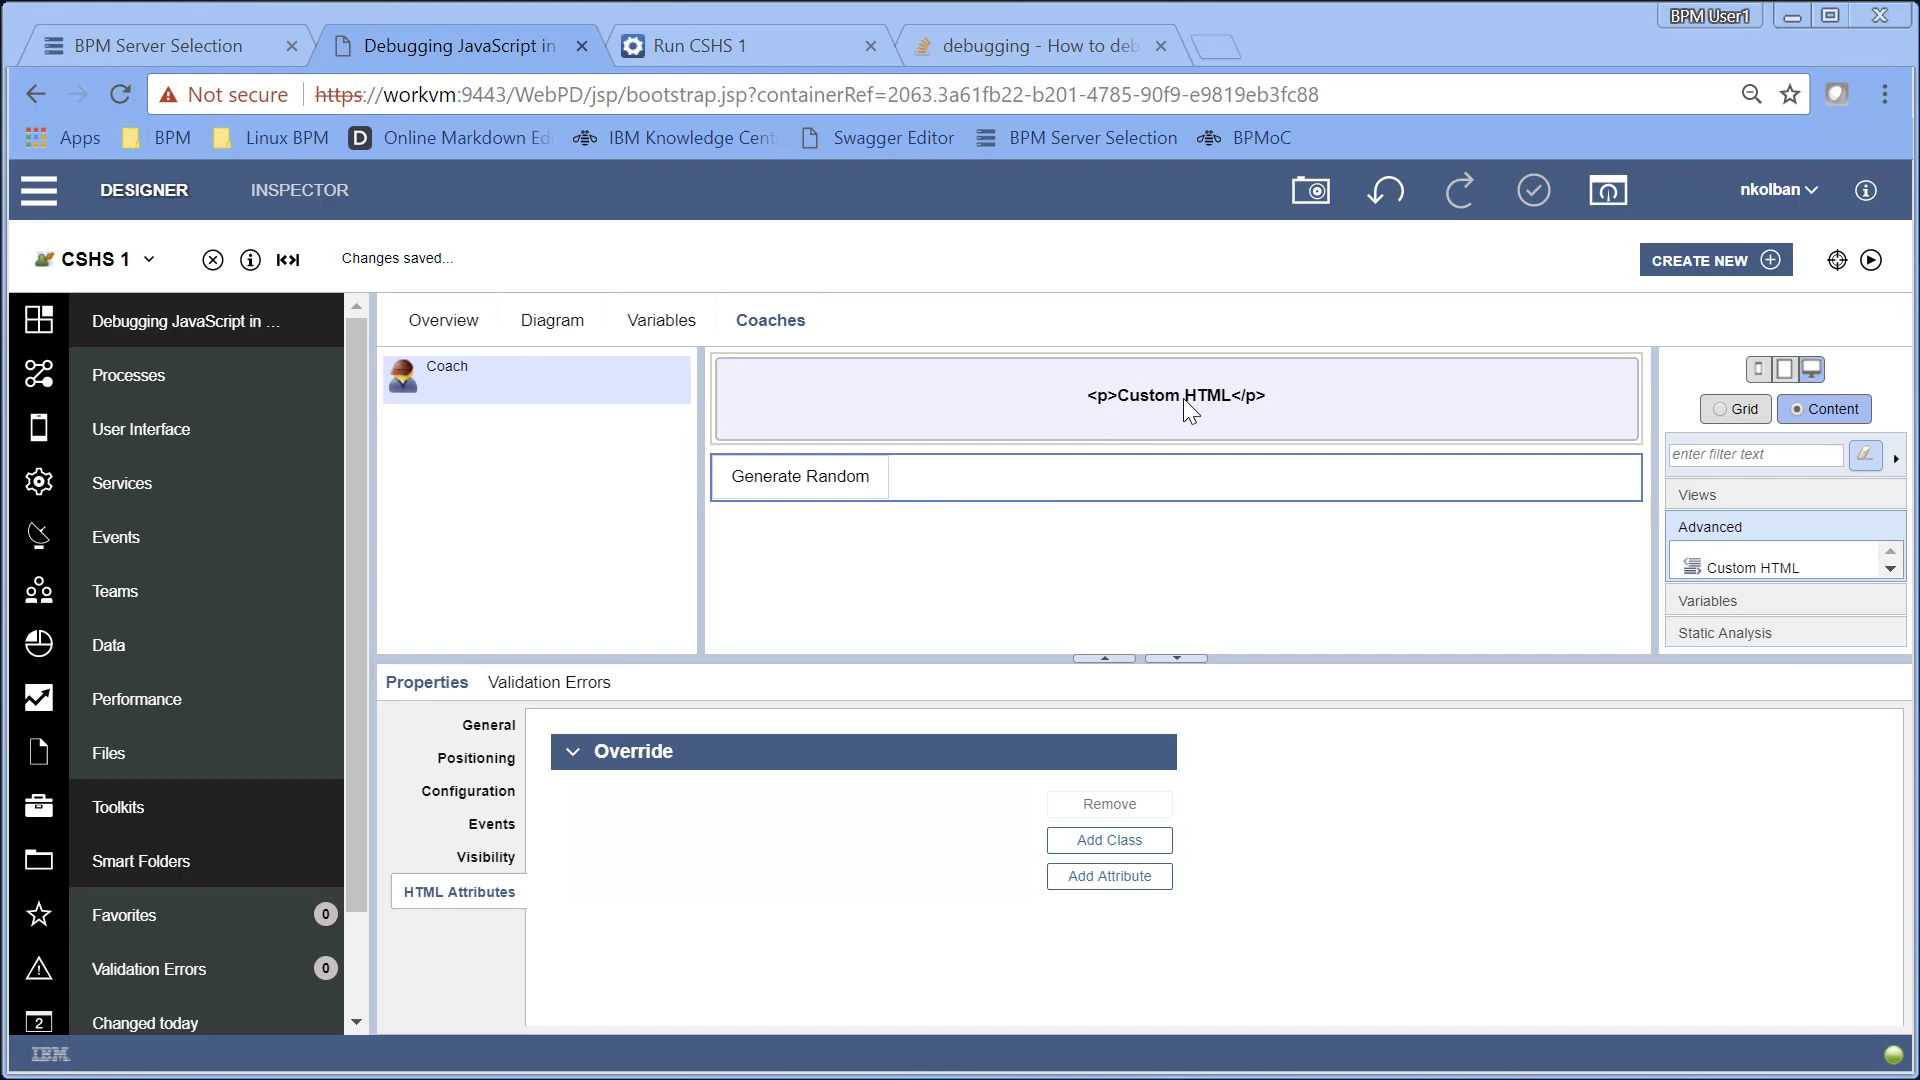 BPM User1
BPM Server Selection
Debugging JavaScript in
Run CSHS 1
debugging - How to deb
Not secure
https://workvm:9443/WebPD/jsp/bootstrap.jsp?containerRef=2063.3a61fb22-b201-4785-90f9-e9819eb3fc88
Apps
BPM
Linux BPM
D
Online Markdown Ed
IBM Knowledge Cent
Swagger Editor
BPM Server Selection
BPMoC
DESIGNER
INSPECTOR
nkolban
CSHS 1
Changes saved...
CREATE NEW
Debugging JavaScript in ...
Processes
User Interface
Services
Events
Teams
Data
Performance
Files
Toolkits
Smart Folders
Favorites
0
Validation Errors
0
2
Changed today
Overview
Diagram
Variables
Coaches
Coach
<p>Custom HTML</p>
Generate Random
Grid
Content
enter filter text
Views
Advanced
Custom HTML
Variables
Static Analysis
Properties
Validation Errors
General
Positioning
Configuration
Events
Visibility
HTML Attributes
Override
Remove
Add Class
Add Attribute
IBM